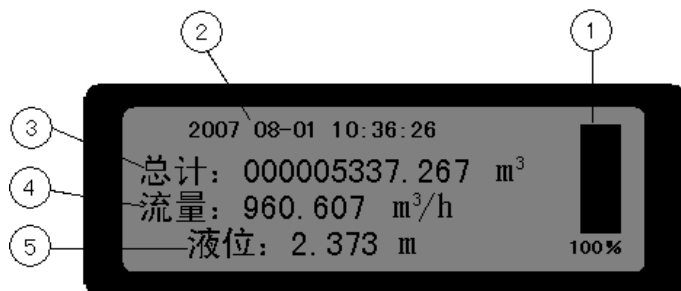 ② ①
2007 08-01 10:36:26
③ 总计: 000005337.267 m³
④ 流量: 960.607 m³/h
⑤ 液位: 2.373 m
100%